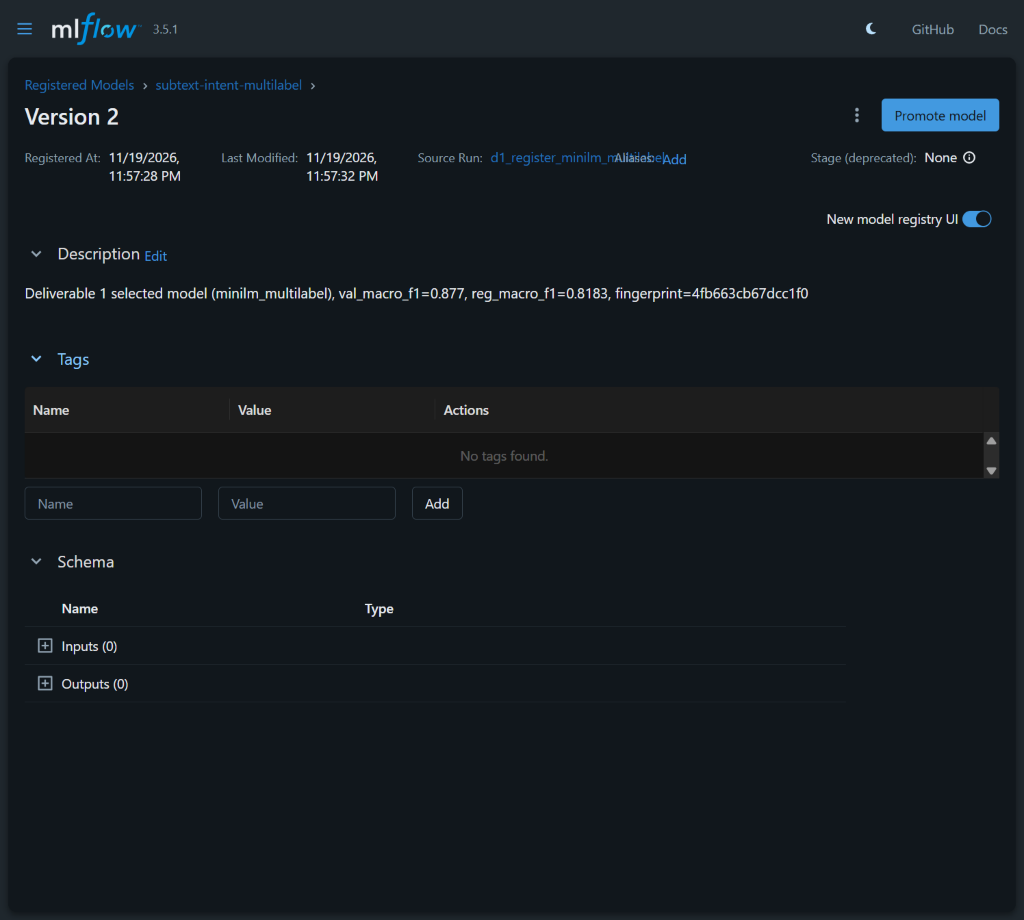 mlflow™ 3.5.1 GitHub Docs
Registered Models › subtext-intent-multilabel ›
Version 2 Promote model
Registered At: 11/19/2026, 11:57:28 PM Last Modified: 11/19/2026, 11:57:32 PM Source Run: d1_register_minilm_multilabel Aliases: Add Stage (deprecated): None
New model registry UI
Description Edit
Deliverable 1 selected model (minilm_multilabel), val_macro_f1=0.877, reg_macro_f1=0.8183, fingerprint=4fb663cb67dcc1f0
Tags
Name Value Actions
No tags found.
Name Value Add
Schema
Name Type
Inputs (0)
Outputs (0)